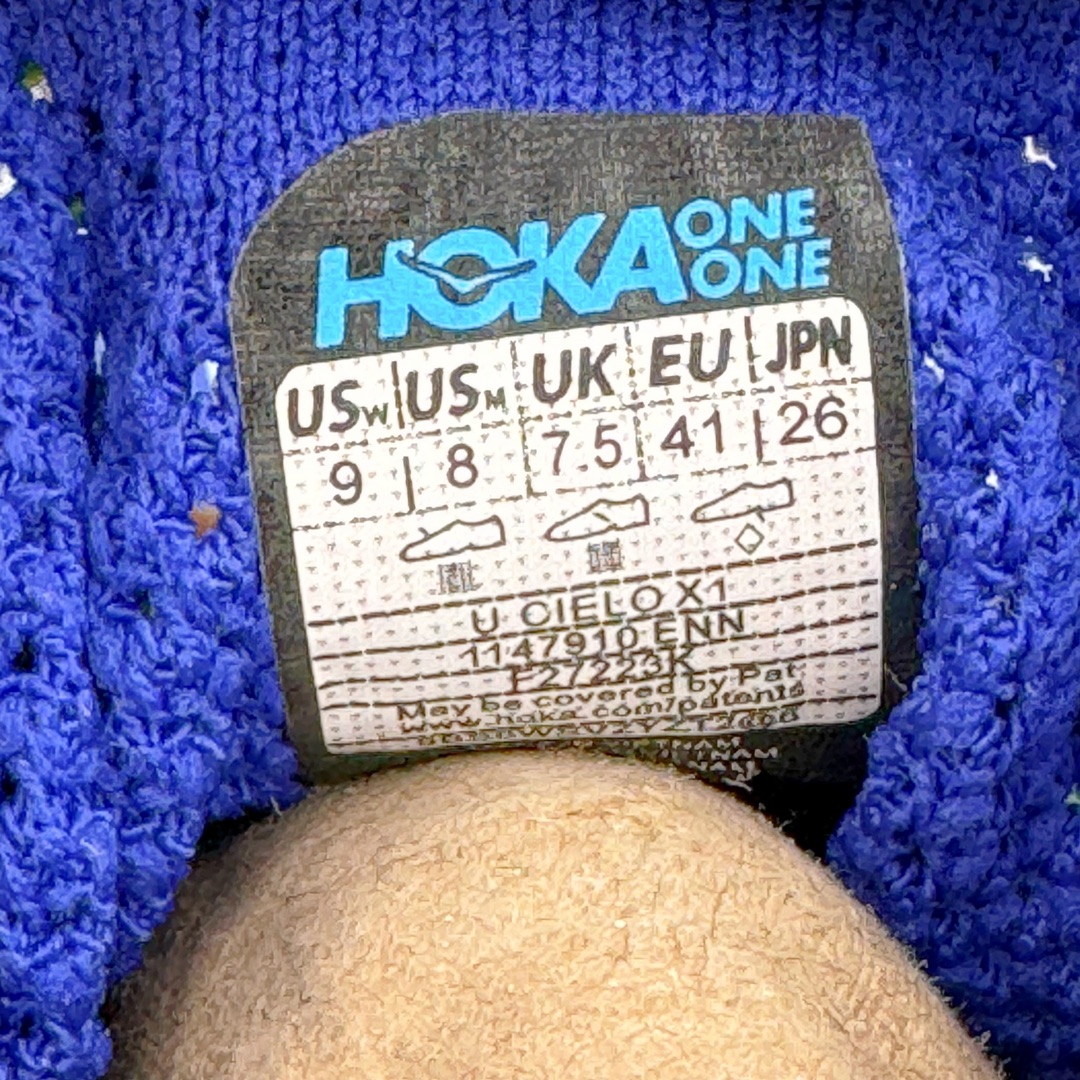 HOKA ONE ONE
USW USM UK EU JPN
9 8 7.5 41 26
U CIELO X1
1147910 ENN
F27223K
May be covered by Pat.
www.hoka.com/patents